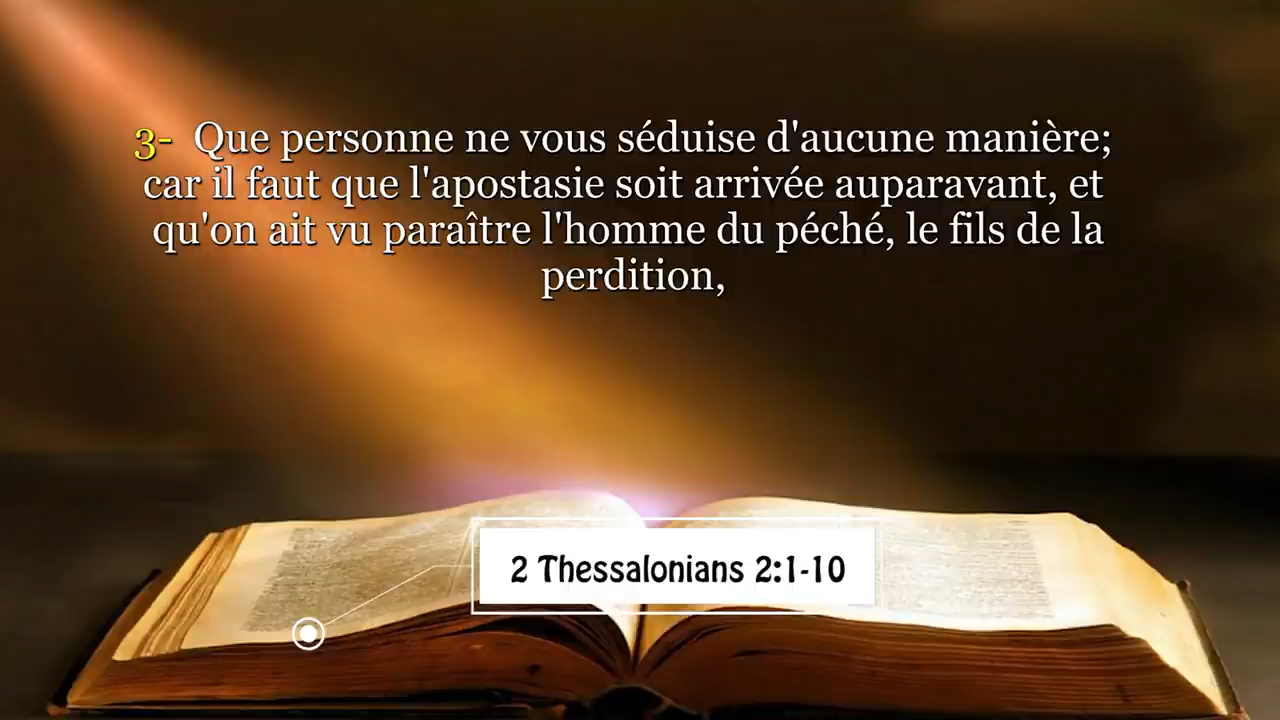 3- Que personne ne vous séduise d'aucune manière;
car il faut que l'apostasie soit arrivée auparavant, et
qu'on ait vu paraître l'homme du péché, le fils de la
perdition,
2 Thessalonians 2:1-10